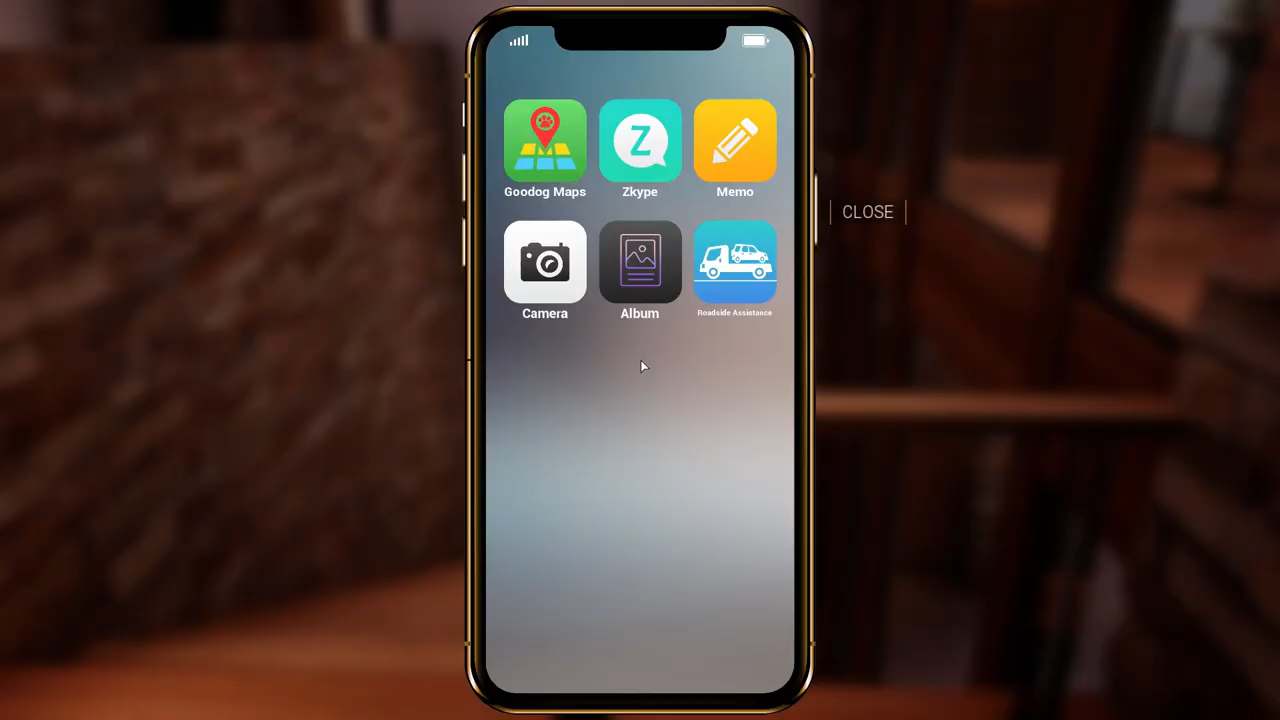 Goodog Maps
Z
Zkype
Memo
CLOSE
Camera
Album
Roadside Assistance